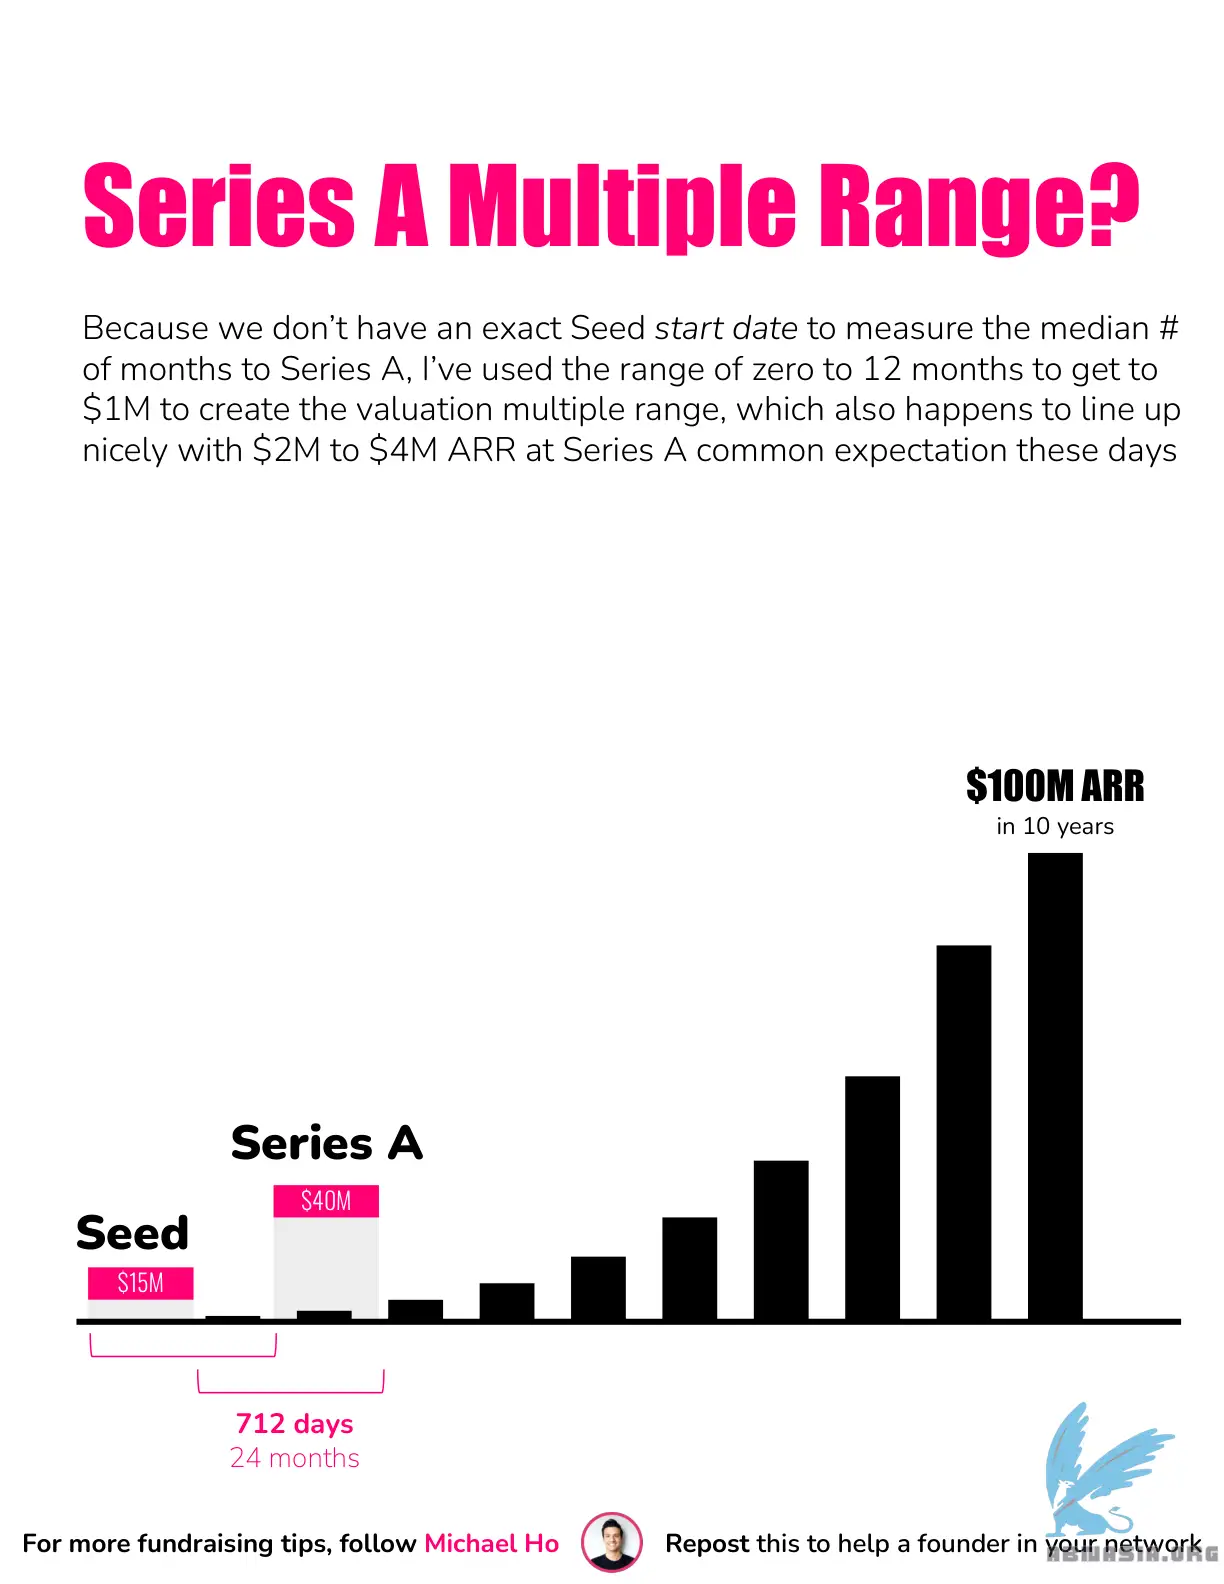 Series A Multiple Range?
Because we don’t have an exact Seed start date to measure the median #
of months to Series A, I’ve used the range of zero to 12 months to get to
$1M to create the valuation multiple range, which also happens to line up
nicely with $2M to $4M ARR at Series A common expectation these days
$100M ARR
in 10 years
Series A
$40M
Seed
$15M
712 days
24 months
For more fundraising tips, follow Michael Ho
Repost this to help a founder in your network
ABMASIA.ORG